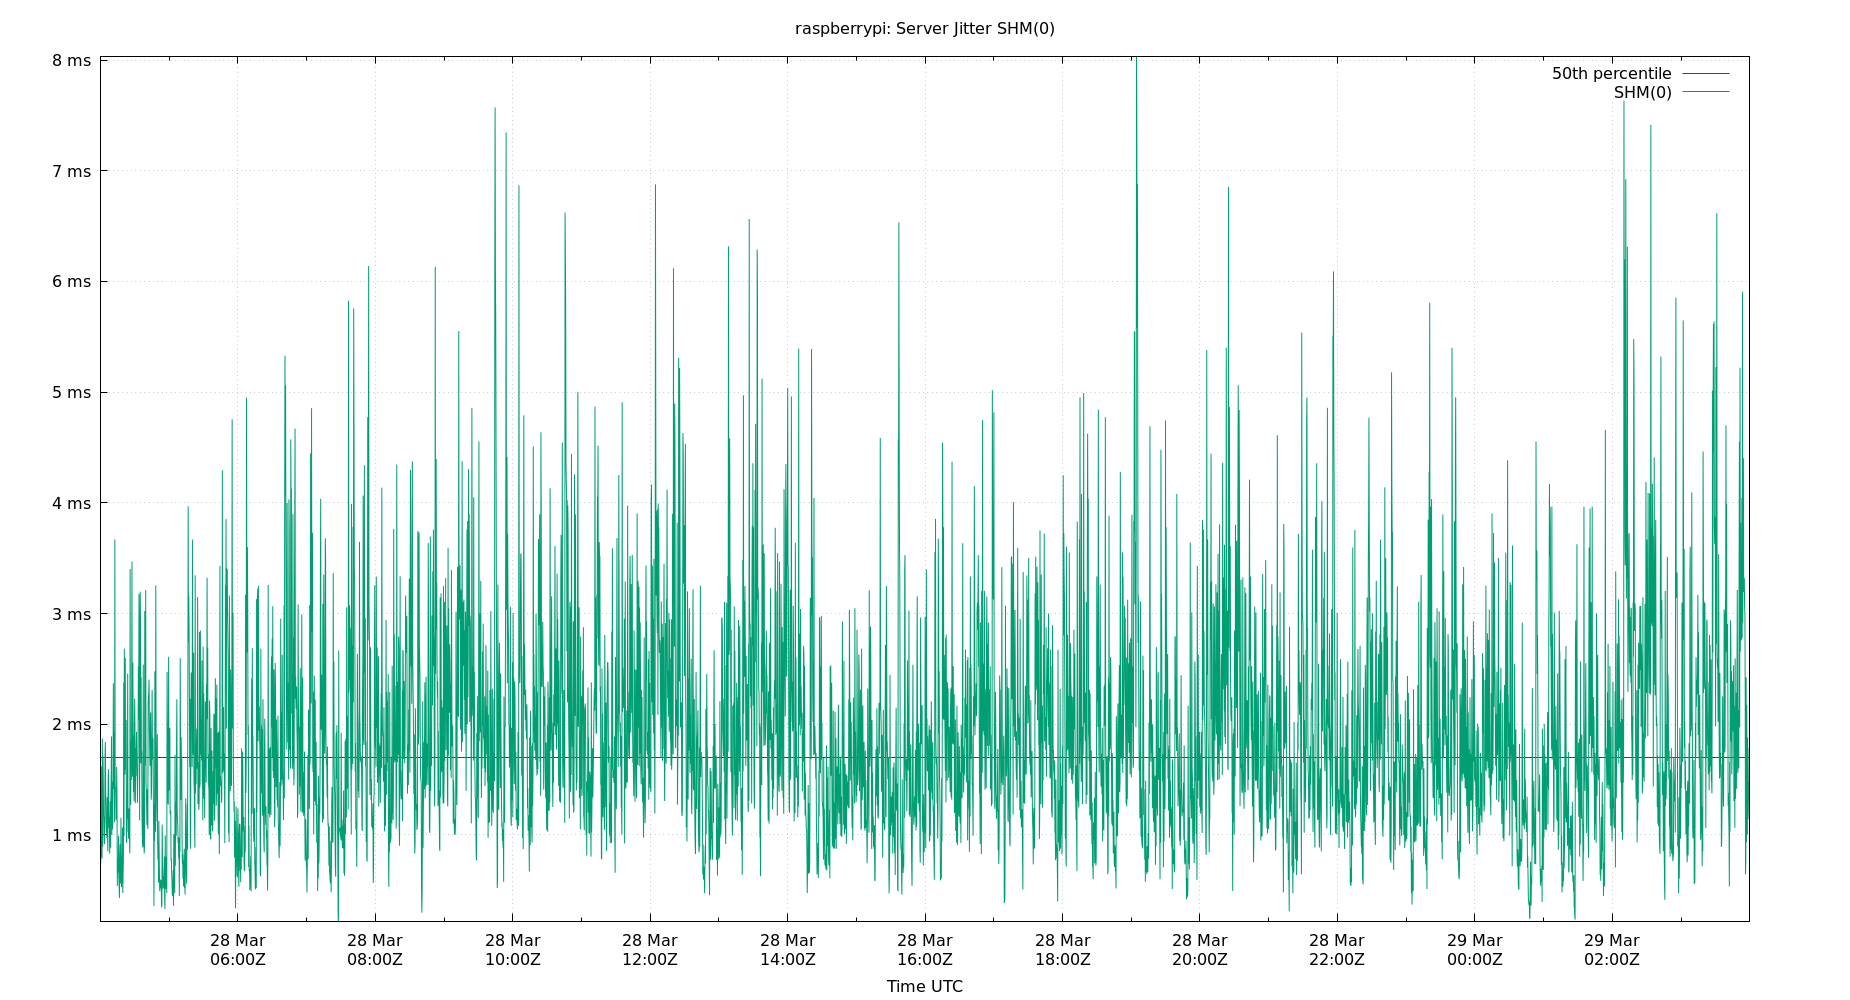 raspberrypi: Server Jitter SHM(0)
50th percentile
SHM(0)
8 ms
7 ms
6 ms
5 ms
4 ms
3 ms
2 ms
1 ms
28 Mar 28 Mar 28 Mar 28 Mar 28 Mar 28 Mar 28 Mar 28 Mar 28 Mar 29 Mar 29 Mar
06:00Z 08:00Z 10:00Z 12:00Z 14:00Z 16:00Z 18:00Z 20:00Z 22:00Z 00:00Z 02:00Z
Time UTC